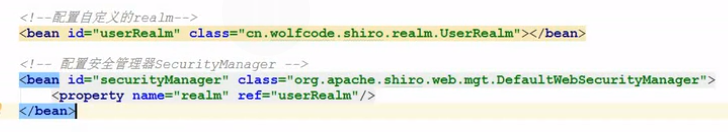 <!--配置自定义的realm-->
<bean id="userRealm" class="cn.wolfcode.shiro.realm.UserRealm"></bean>
<!-- 配置安全管理器SecurityManager -->
<bean id="securityManager" class="org.apache.shiro.web.mgt.DefaultWebSecurityManager">
<property name="realm" ref="userRealm"/>
</bean>